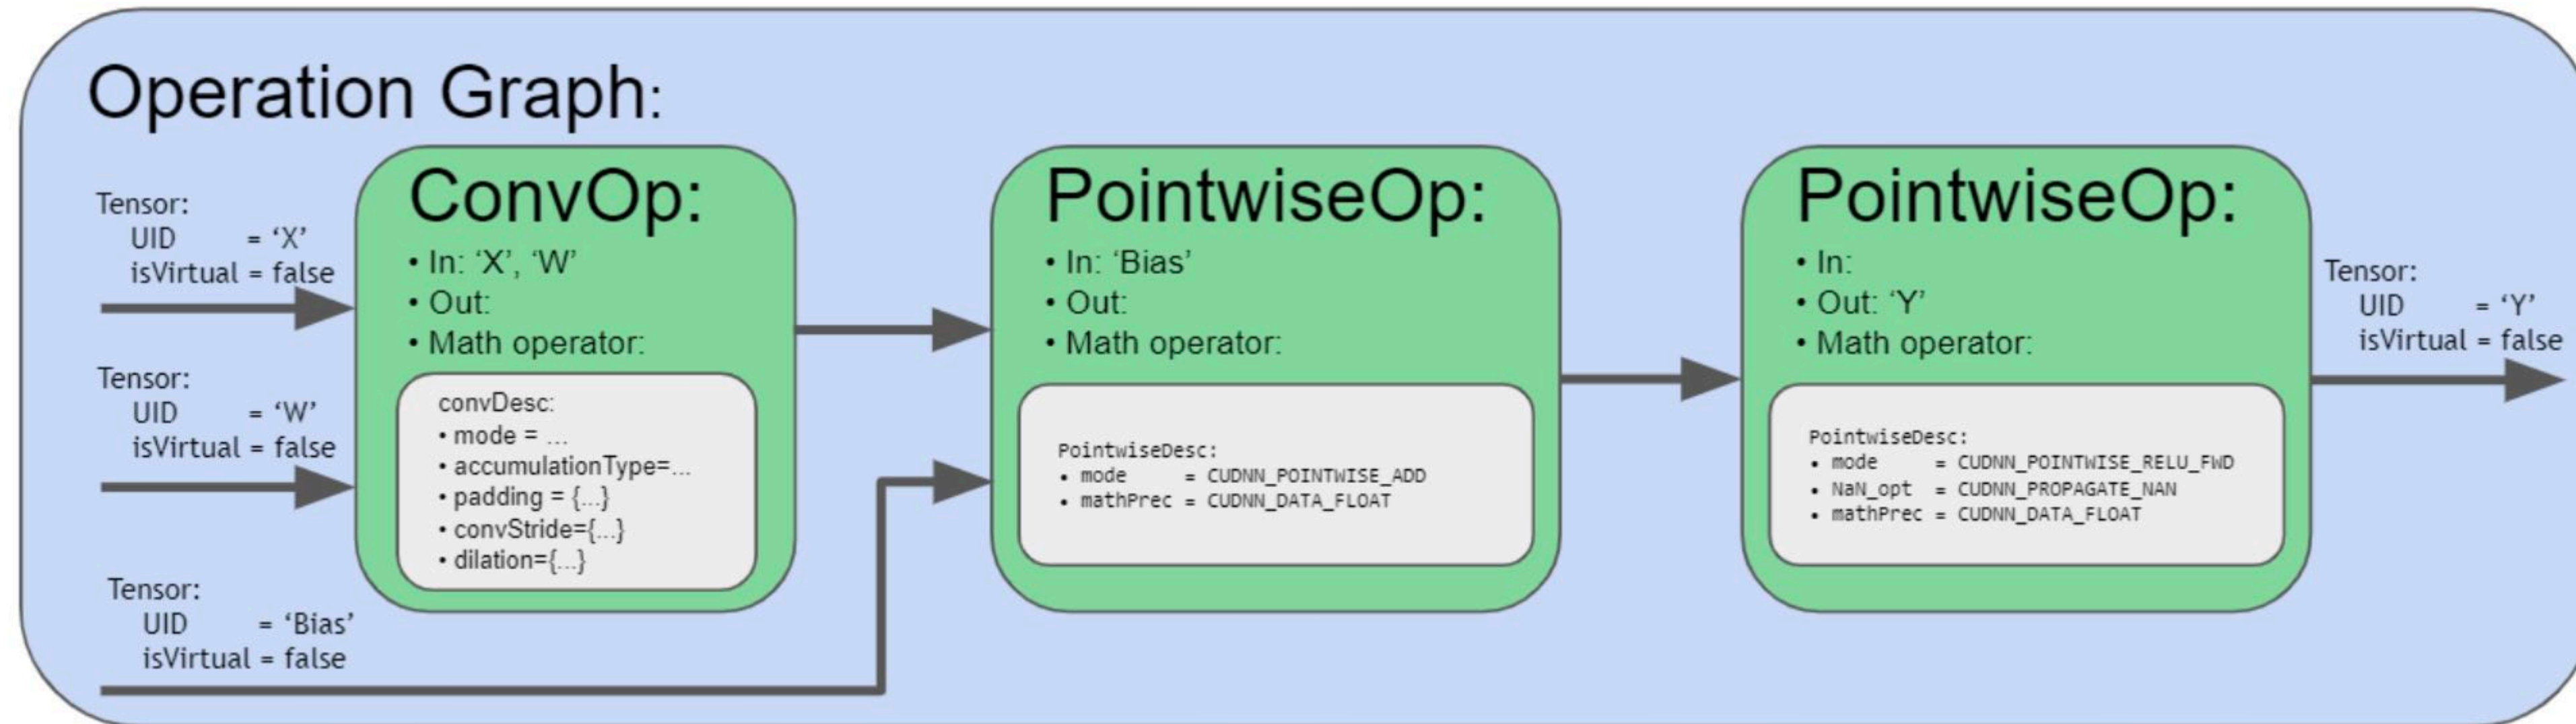 Operation Graph:
Tensor:
UID = ‘X’
isVirtual = false
Tensor:
UID = ‘W’
isVirtual = false
Tensor:
UID = ‘Bias’
isVirtual = false
ConvOp:
• In: ‘X’, ‘W’
• Out:
• Math operator:
convDesc:
• mode = ...
• accumulationType=...
• padding = {...}
• convStride={...}
• dilation={...}
PointwiseOp:
• In: ‘Bias’
• Out:
• Math operator:
PointwiseDesc:
• mode = CUDNN_POINTWISE_ADD
• mathPrec = CUDNN_DATA_FLOAT
PointwiseOp:
• In:
• Out: ‘Y’
• Math operator:
PointwiseDesc:
• mode = CUDNN_POINTWISE_RELU_FWD
• NaN_opt = CUDNN_PROPAGATE_NAN
• mathPrec = CUDNN_DATA_FLOAT
Tensor:
UID = ‘Y’
isVirtual = false